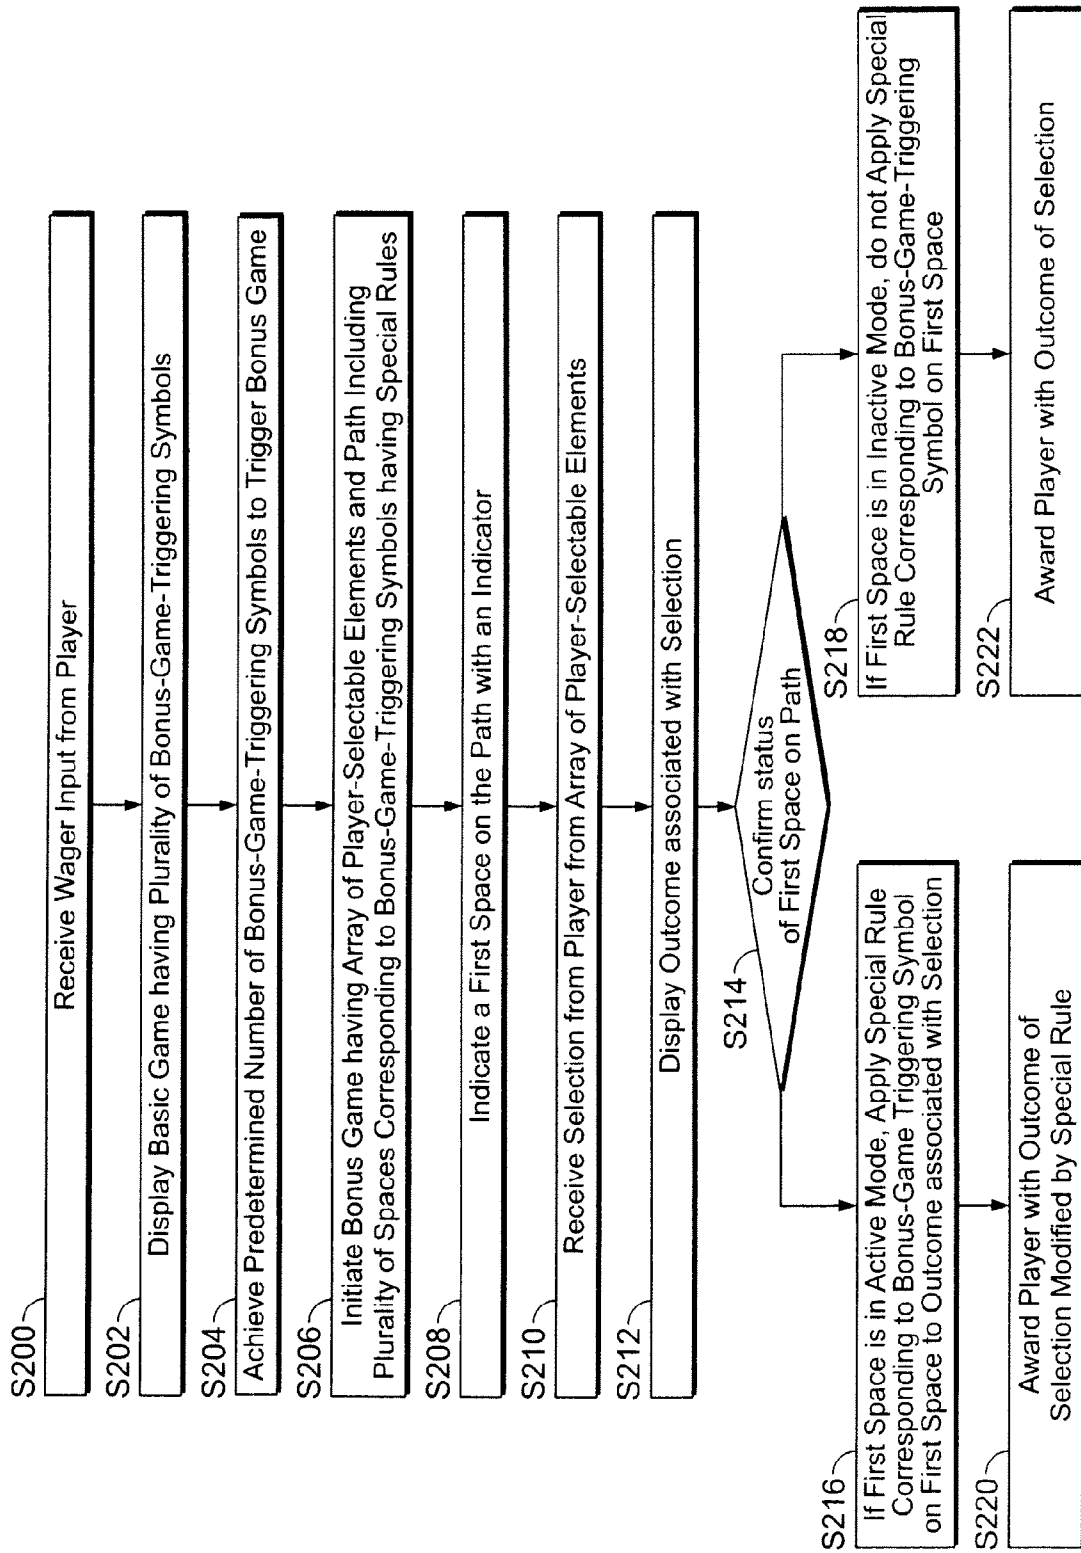 S200
Receive Wager Input from Player
S202
Display Basic Game having Plurality of Bonus-Game-Triggering Symbols
S204
Achieve Predetermined Number of Bonus-Game-Triggering Symbols to Trigger Bonus Game
S206
Initiate Bonus Game having Array of Player-Selectable Elements and Path Including
Plurality of Spaces Corresponding to Bonus-Game-Triggering Symbols having Special Rules
S208
Indicate a First Space on the Path with an Indicator
S210
Receive Selection from Player from Array of Player-Selectable Elements
S212
Display Outcome associated with Selection
S214
Confirm status
of First Space on Path
S216
If First Space is in Active Mode, Apply Special Rule
Corresponding to Bonus-Game Triggering Symbol
on First Space to Outcome associated with Selection
S218
If First Space is in Inactive Mode, do not Apply Special
Rule Corresponding to Bonus-Game-Triggering
Symbol on First Space
S220
Award Player with Outcome of
Selection Modified by Special Rule
S222
Award Player with Outcome of Selection